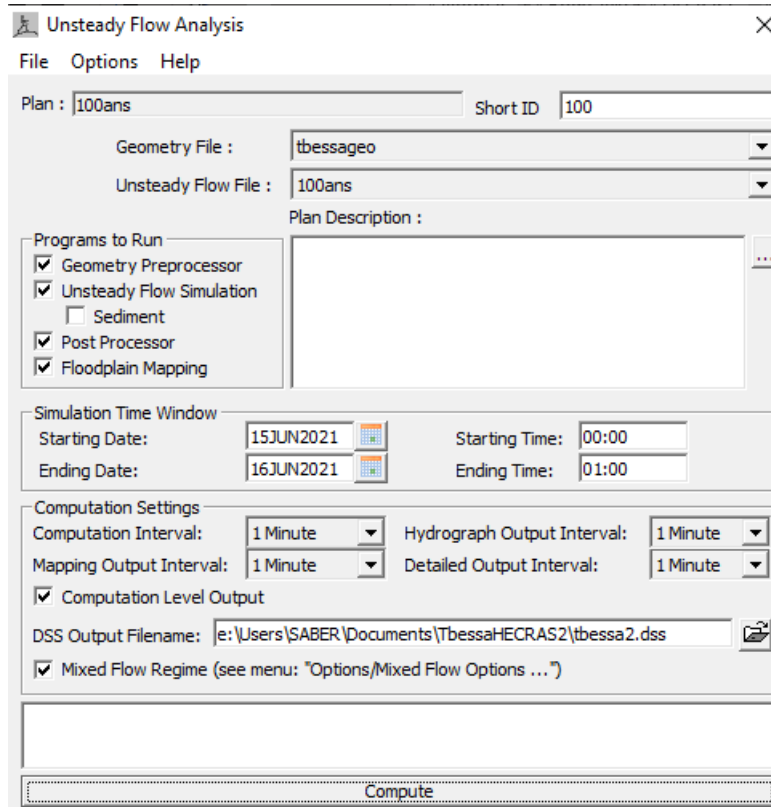 Unsteady Flow Analysis
File Options Help
Plan : 100ans Short ID 100
Geometry File : tbessageo
Unsteady Flow File : 100ans
Plan Description :
Programs to Run
Geometry Preprocessor
Unsteady Flow Simulation
Sediment
Post Processor
Floodplain Mapping
...
Simulation Time Window
Starting Date: 15JUN2021 Starting Time: 00:00
Ending Date: 16JUN2021 Ending Time: 01:00
Computation Settings
Computation Interval: 1 Minute Hydrograph Output Interval: 1 Minute
Mapping Output Interval: 1 Minute Detailed Output Interval: 1 Minute
Computation Level Output
DSS Output Filename: e:\Users\SABER\Documents\TbessaHECRAS2\tbessa2.dss
Mixed Flow Regime (see menu: "Options/Mixed Flow Options ...")
Compute